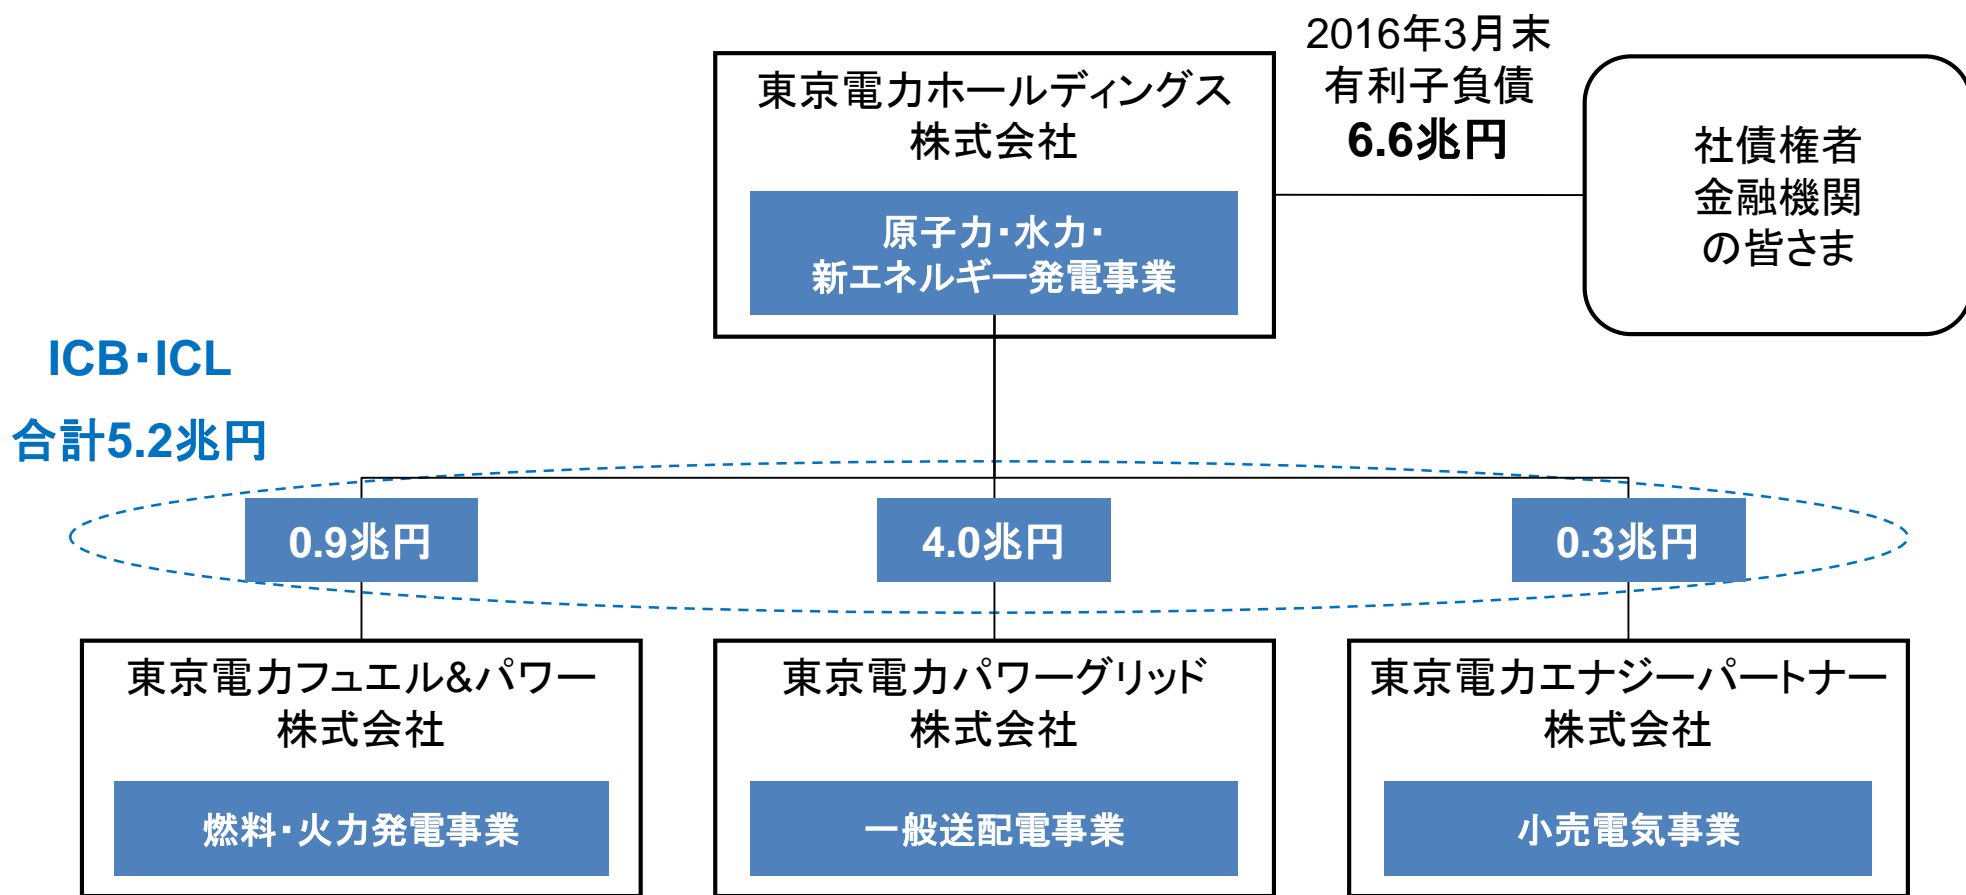 2016年3月末
有利子負債
6.6兆円
東京電力ホールディングス
株式会社
原子力・水力・
新エネルギー発電事業
社債権者
金融機関
の皆さま
ICB・ICL
合計5.2兆円
0.9兆円
4.0兆円
0.3兆円
東京電力フュエル&パワー
株式会社
燃料・火力発電事業
東京電力パワーグリッド
株式会社
一般送配電事業
東京電力エナジーパートナー
株式会社
小売電気事業